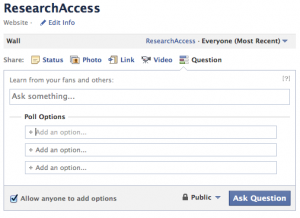 ResearchAccess
Website · Edit Info
Wall ResearchAccess · Everyone (Most Recent)
Share: Status Photo Link Video Question
Learn from your fans and others: [?]
Ask something...
Poll Options
+ Add an option...
+ Add an option...
+ Add an option...
Allow anyone to add options Public Ask Question